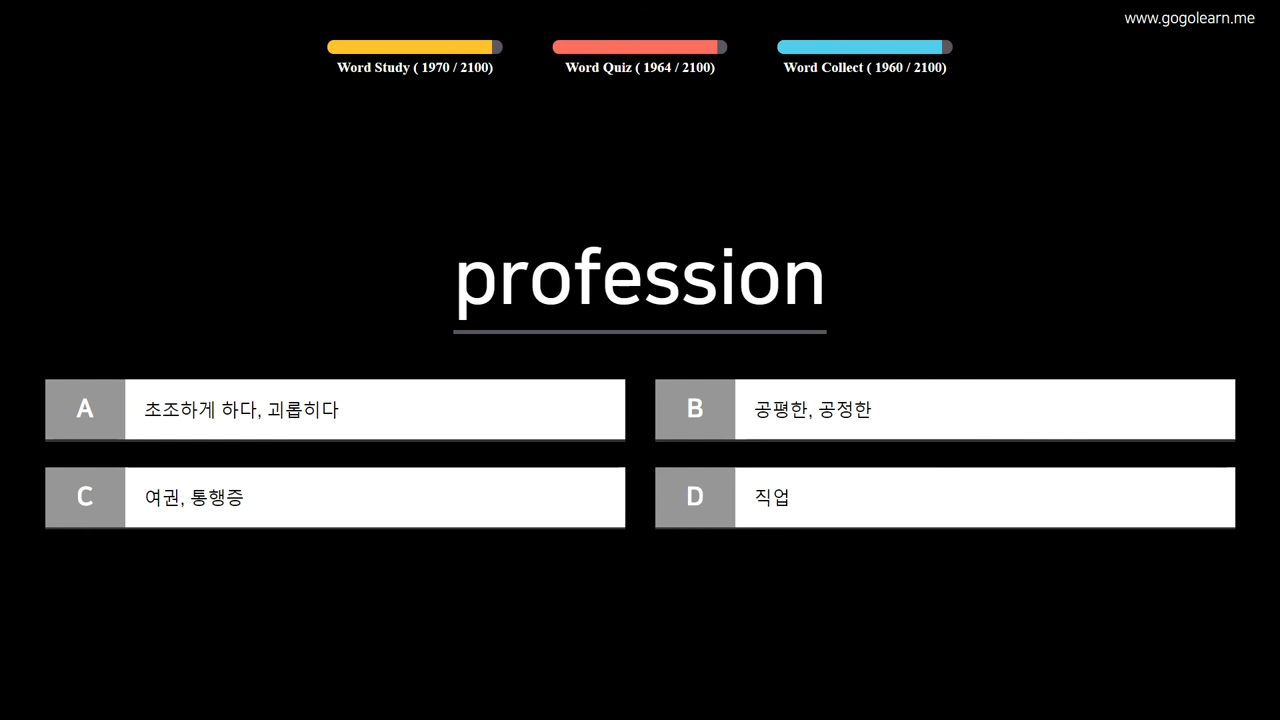 www.gogolearn.me
Word Study ( 1970 / 2100)
Word Quiz ( 1964 / 2100)
Word Collect ( 1960 / 2100)
profession
A 초조하게 하다, 괴롭히다
B 공평한, 공정한
C 여권, 통행증
D 직업